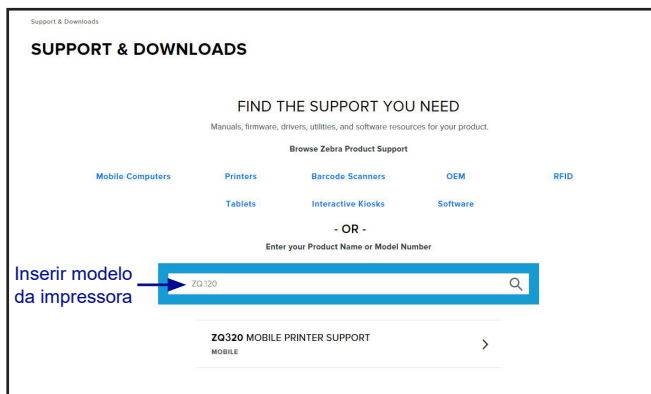 Support & Downloads
SUPPORT & DOWNLOADS
FIND THE SUPPORT YOU NEED
Manuals, firmware, drivers, utilities, and software resources for your product.
Browse Zebra Product Support
Mobile Computers Printers Barcode Scanners OEM RFID
Tablets Interactive Kiosks Software
- OR -
Enter your Product Name or Model Number
Inserir modelo
da impressora
ZQ320
ZQ320 MOBILE PRINTER SUPPORT
MOBILE